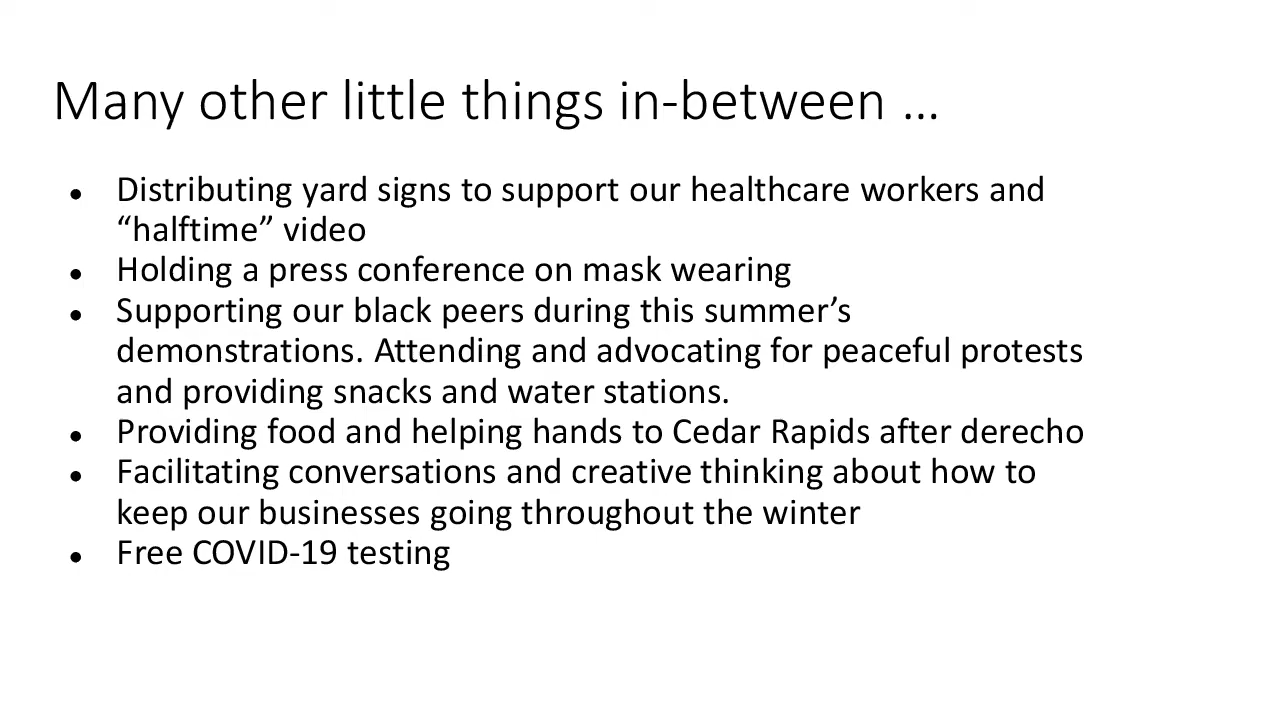 Many other little things in-between …
● Distributing yard signs to support our healthcare workers and
“halftime” video
● Holding a press conference on mask wearing
● Supporting our black peers during this summer’s
demonstrations. Attending and advocating for peaceful protests
and providing snacks and water stations.
● Providing food and helping hands to Cedar Rapids after derecho
● Facilitating conversations and creative thinking about how to
keep our businesses going throughout the winter
● Free COVID-19 testing